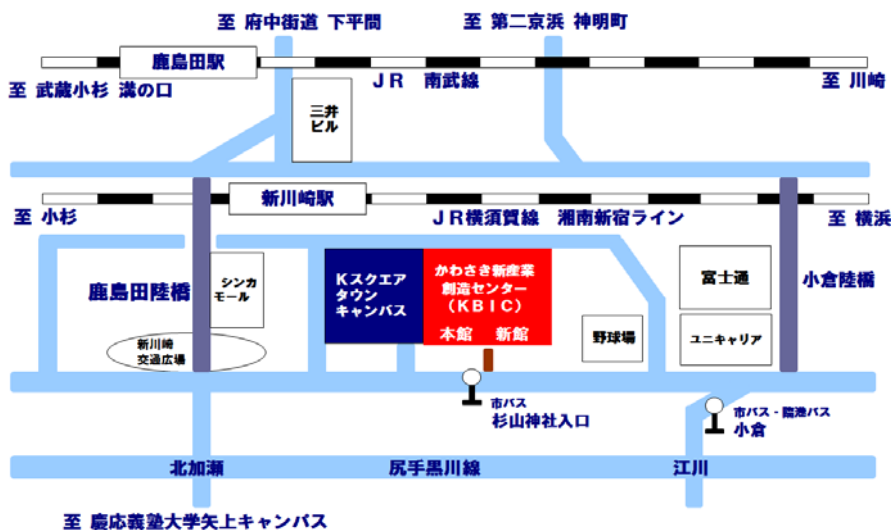 至 府中街道 下平間
至 第二京浜 神明町
鹿島田駅
JR 南武線
至 武蔵小杉 溝の口
至 川崎
三井
ビル
新川崎駅
至 小杉
JR横須賀線 湘南新宿ライン
至 横浜
鹿島田陸橋
シンカ
モール
Kスクエア
タウン
キャンパス
かわさき新産業
創造センター
(KBIC)
本館 新館
富士通
小倉陸橋
新川崎
交通広場
野球場
ユニキャリア
市バス
杉山神社入口
市バス・臨港バス
小倉
北加瀬
尻手黒川線
江川
至 慶応義塾大学矢上キャンパス